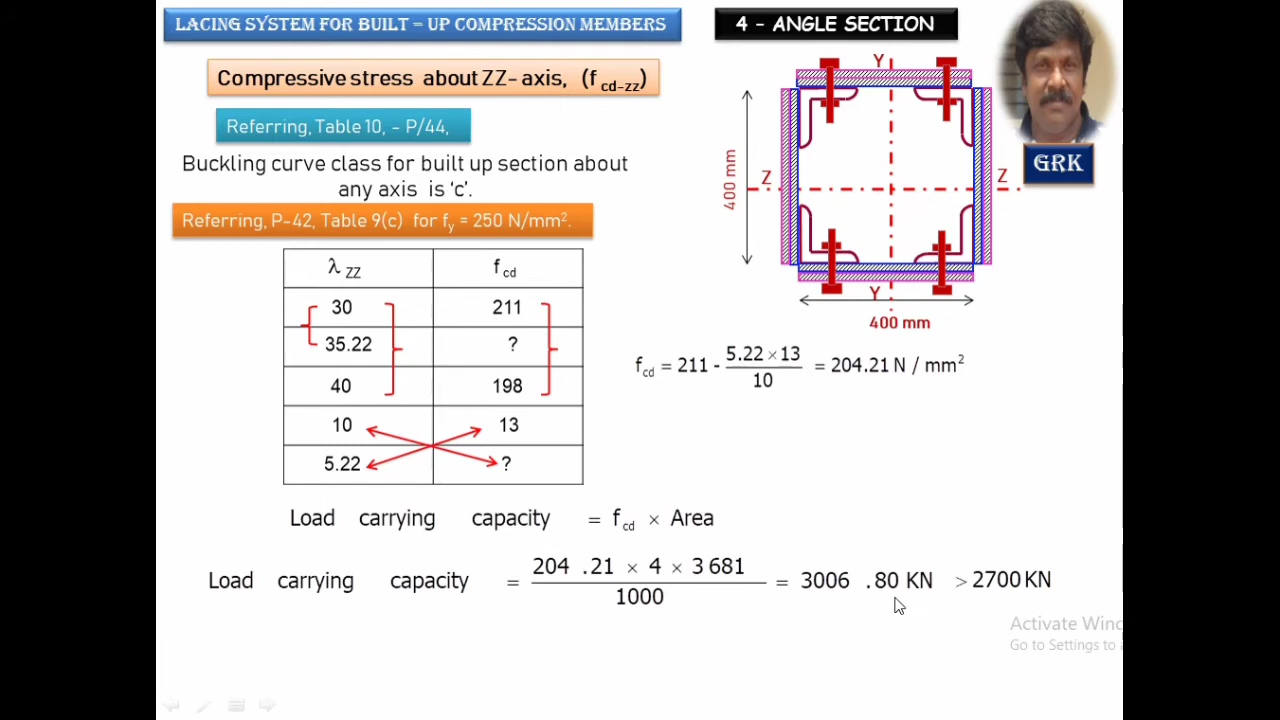 LACING SYSTEM FOR BUILT – UP COMPRESSION MEMBERS
4 - ANGLE SECTION
Compressive stress about ZZ- axis, (f cd-zz)
Referring, Table 10, - P/44,
Buckling curve class for built up section about
any axis is 'c'.
Referring, P-42, Table 9(c) for fy = 250 N/mm².
λ ZZ f cd
30 211
35.22 ?
40 198
10 13
5.22 ?
Y
400 mm
Z Z
Y
400 mm
GRK
fcd = 211 - 5.22 × 13 / 10 = 204.21 N / mm²
Load carrying capacity = fcd × Area
Load carrying capacity = 204 .21 × 4 × 3 681 / 1000 = 3006 .80 KN > 2700 KN
Activate Win
Go to Settings to